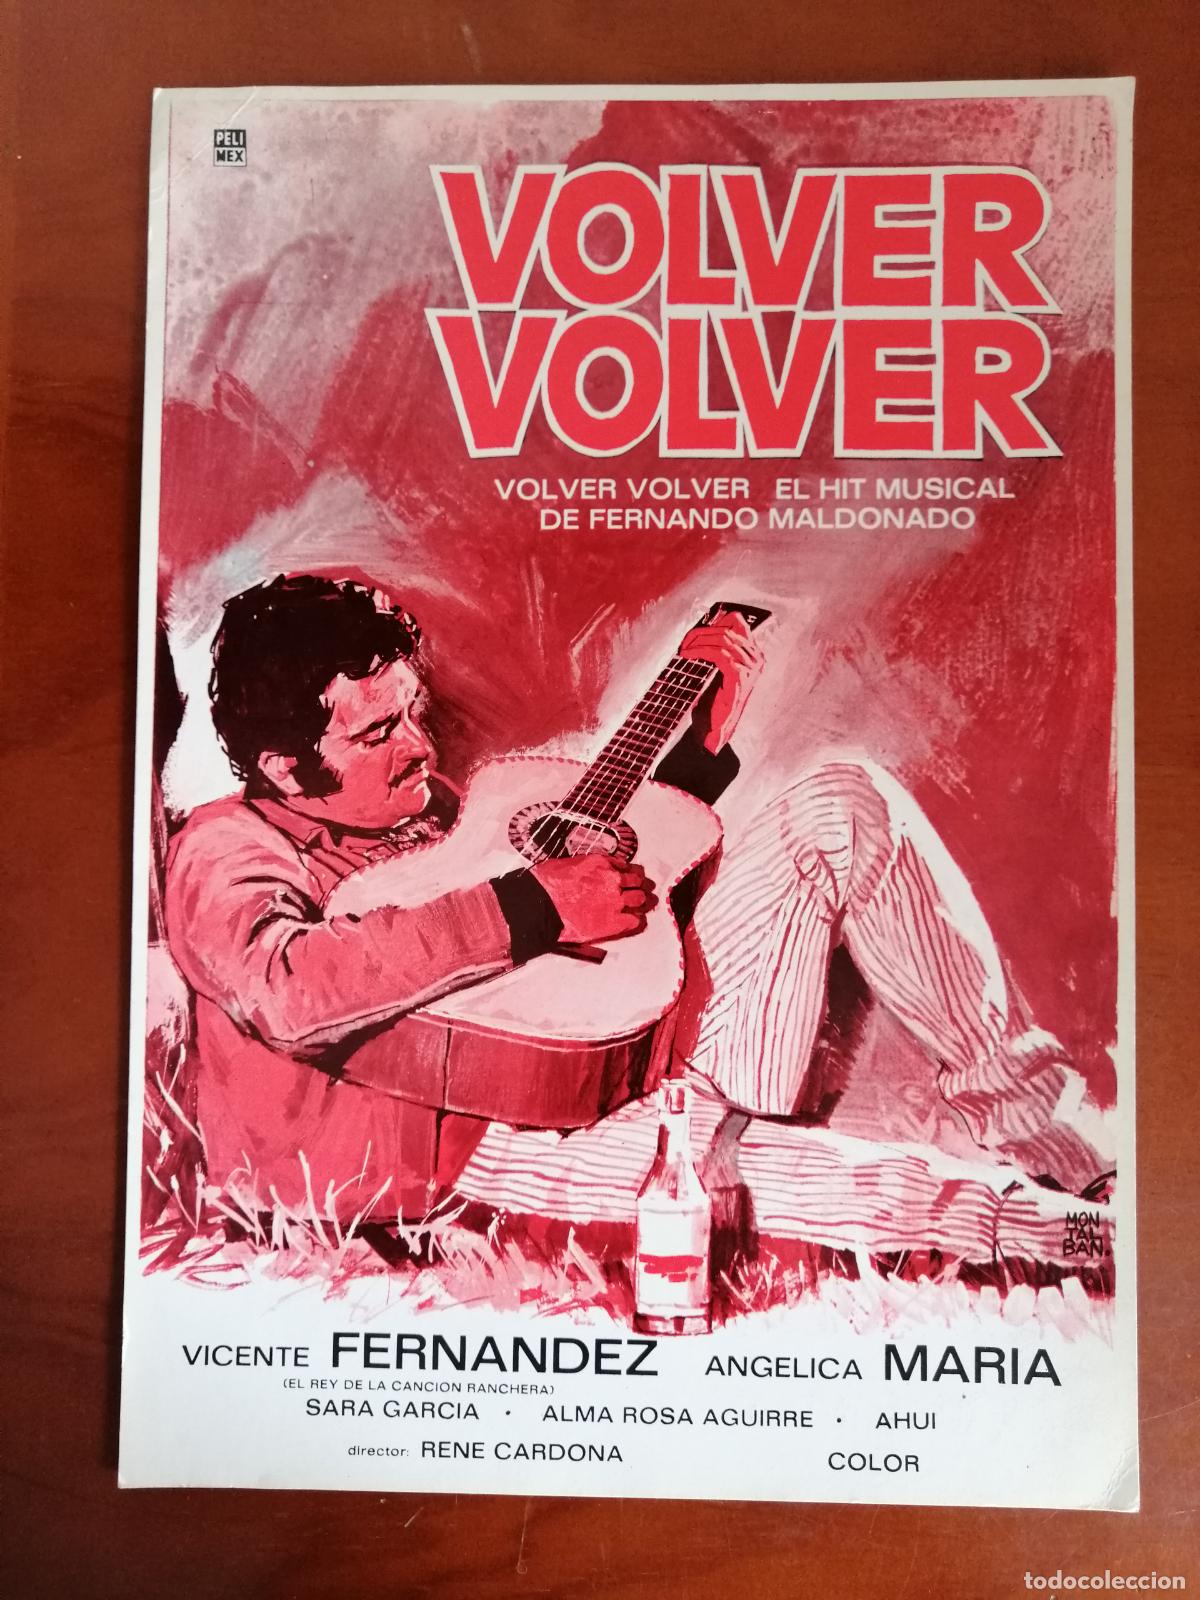 PELI
MEX
VOLVER
VOLVER
VOLVER VOLVER EL HIT MUSICAL
DE FERNANDO MALDONADO
MON
TAL
BAN.
VICENTE FERNANDEZ ANGELICA MARIA
(EL REY DE LA CANCION RANCHERA)
SARA GARCIA · ALMA ROSA AGUIRRE · AHUI
director: RENE CARDONA COLOR
todocoleccion